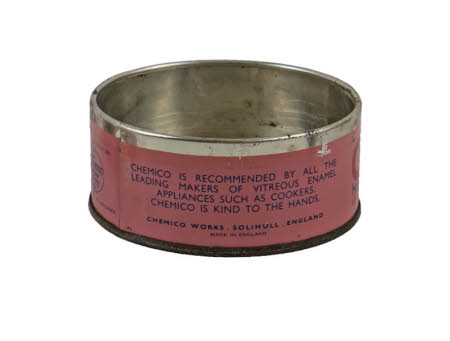 CHEMICO IS RECOMMENDED BY ALL THE
LEADING MAKERS OF VITREOUS ENAMEL
APPLIANCES SUCH AS COOKERS.
CHEMICO IS KIND TO THE HANDS.
CHEMICO WORKS . SOLIHULL . ENGLAND
MADE IN ENGLAND